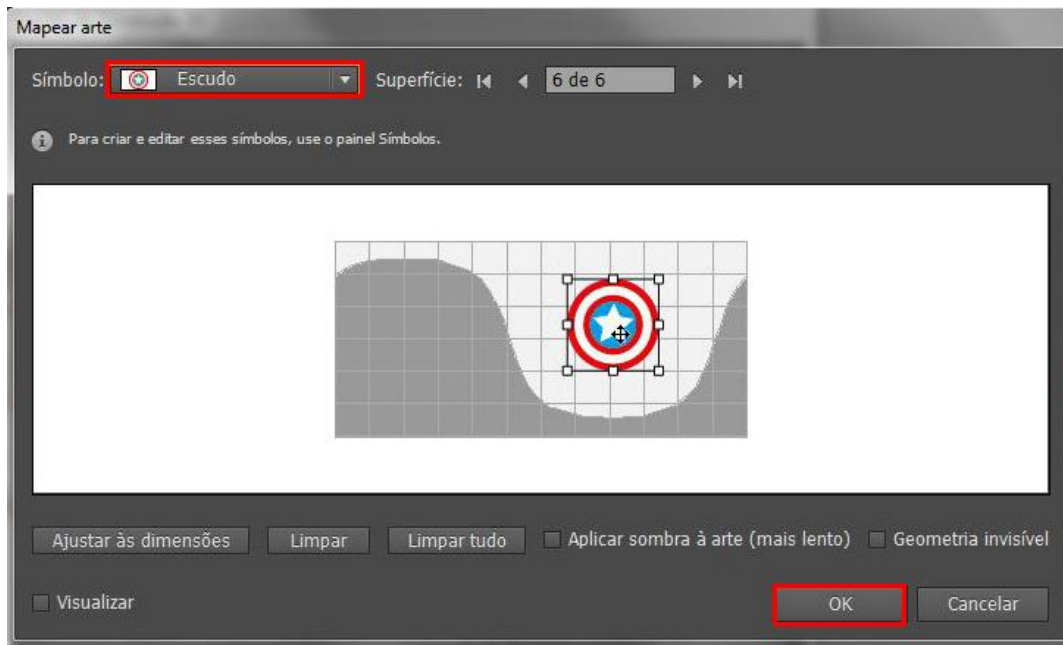 Mapear arte
Símbolo: Escudo Superfície: 6 de 6
Para criar e editar esses símbolos, use o painel Símbolos.
Ajustar às dimensões Limpar Limpar tudo Aplicar sombra à arte (mais lento) Geometria invisível
Visualizar OK Cancelar